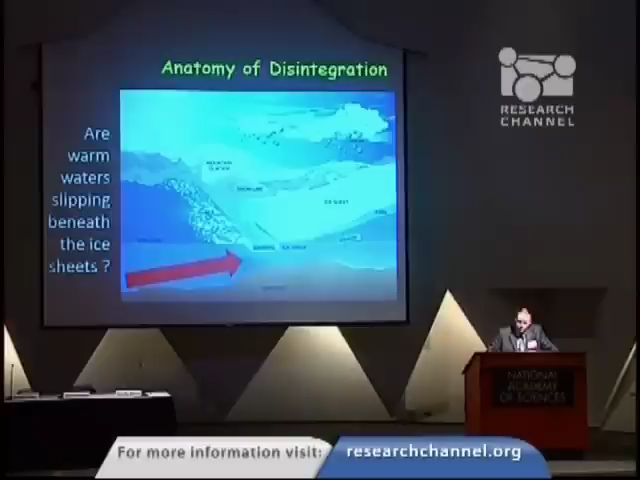 Anatomy of Disintegration
RESEARCH
CHANNEL
Are
warm
waters
slipping
beneath
the ice
sheets ?
NATIONAL
ACADEMY
OF SCIENCES
For more information visit:
researchchannel.org